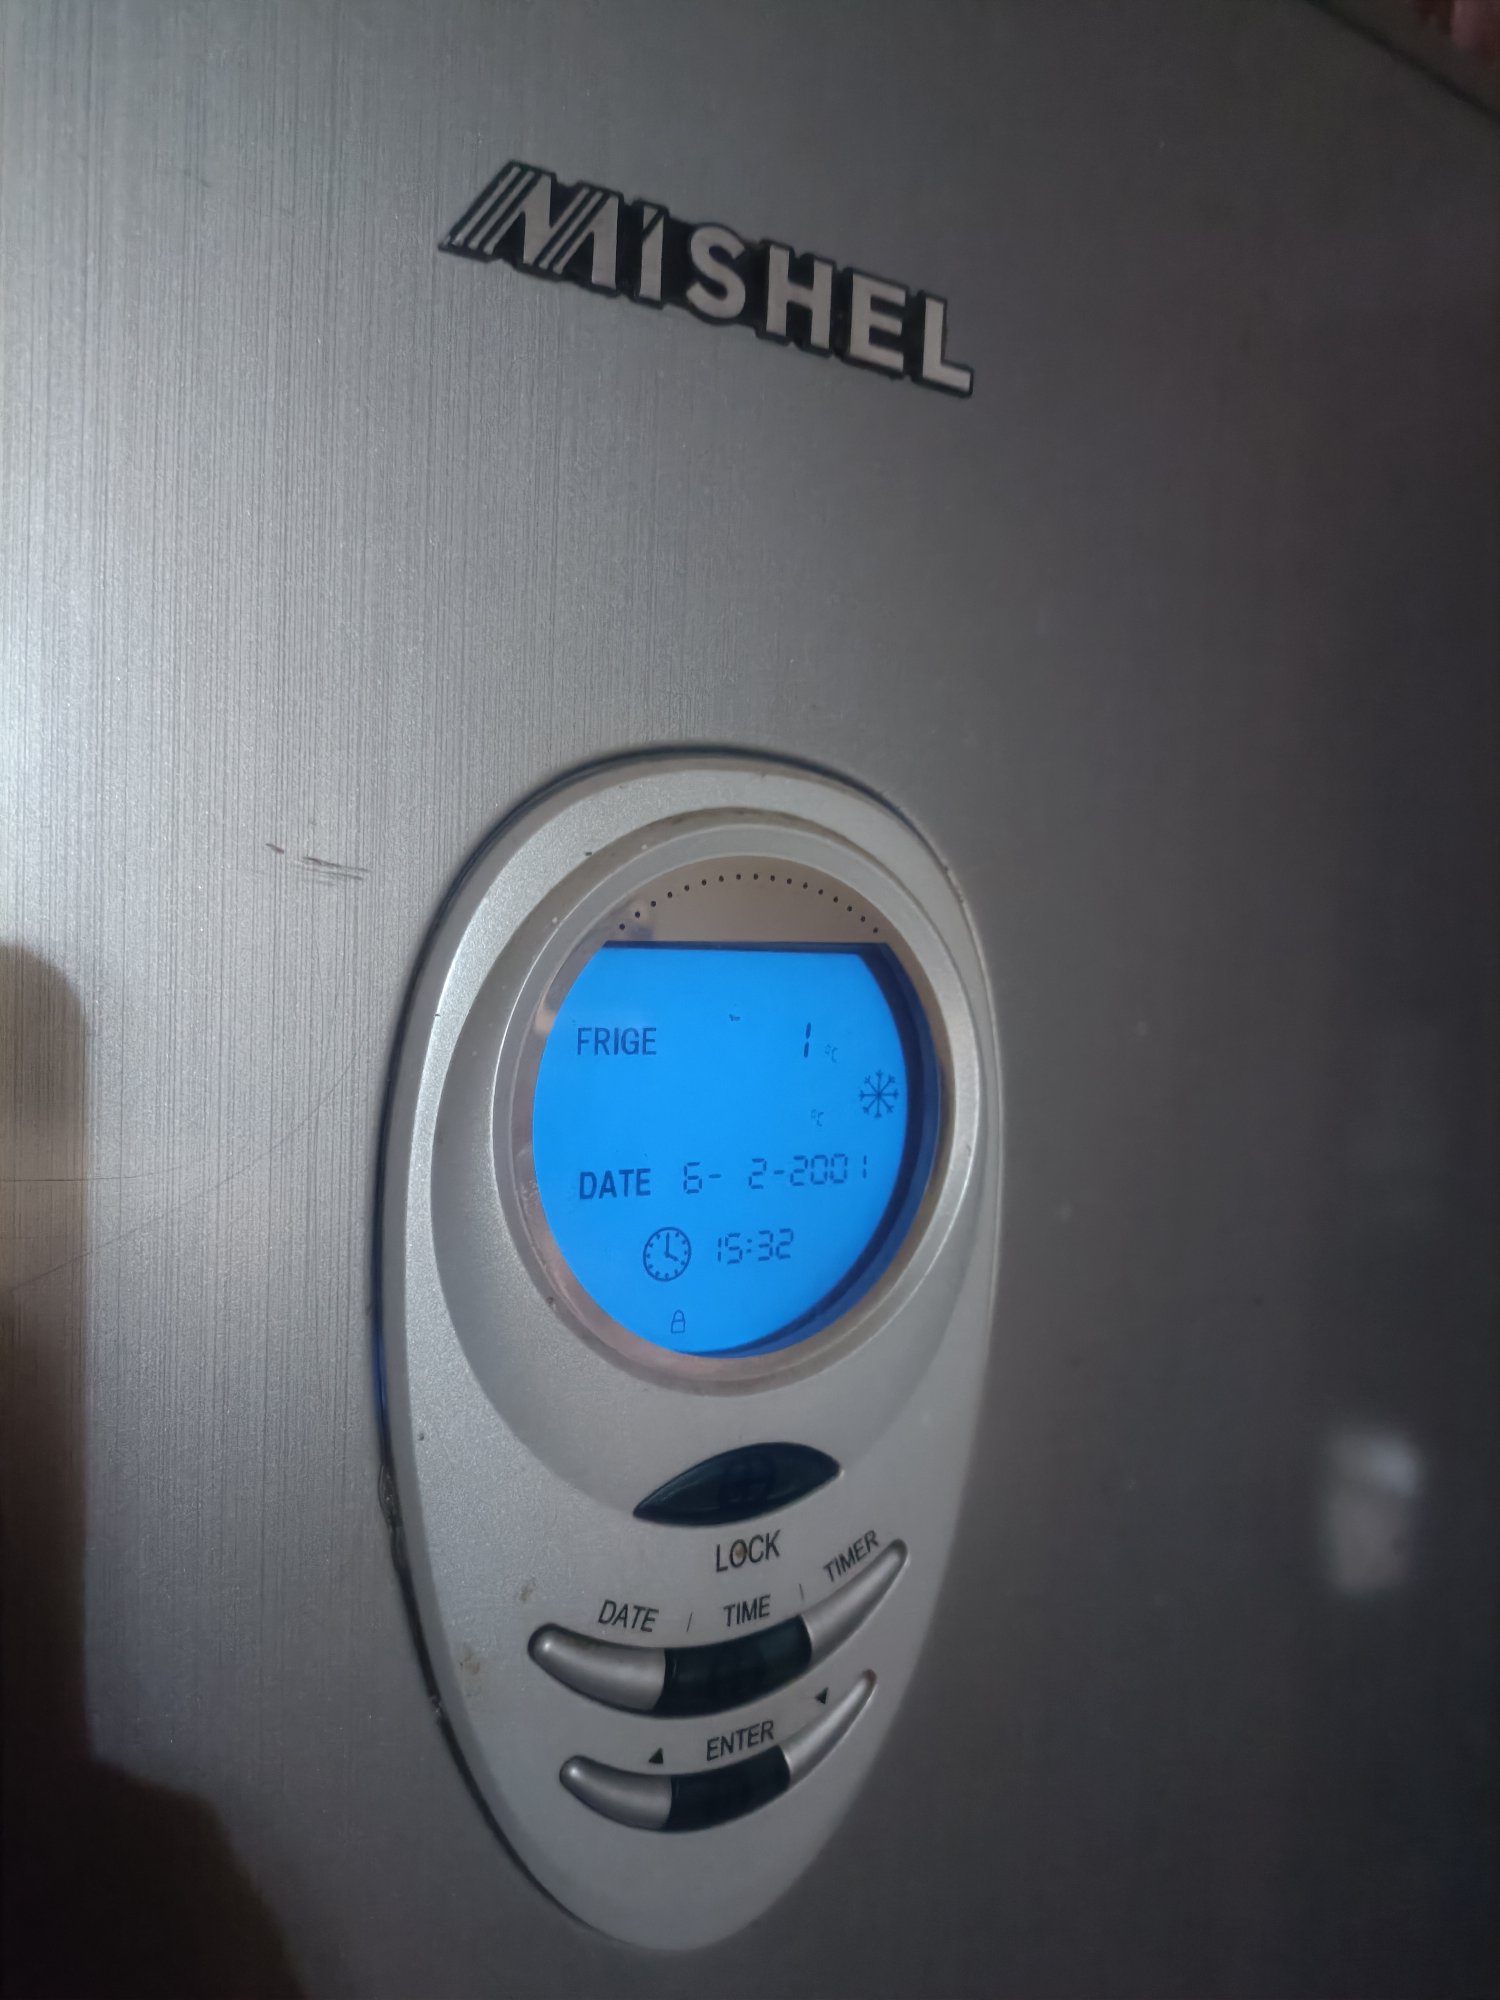 MISHEL
FRIGE 1 °C
°C
DATE 6- 2-2001
15:32
LOCK
DATE / TIME / TIMER
▲ ENTER ▼